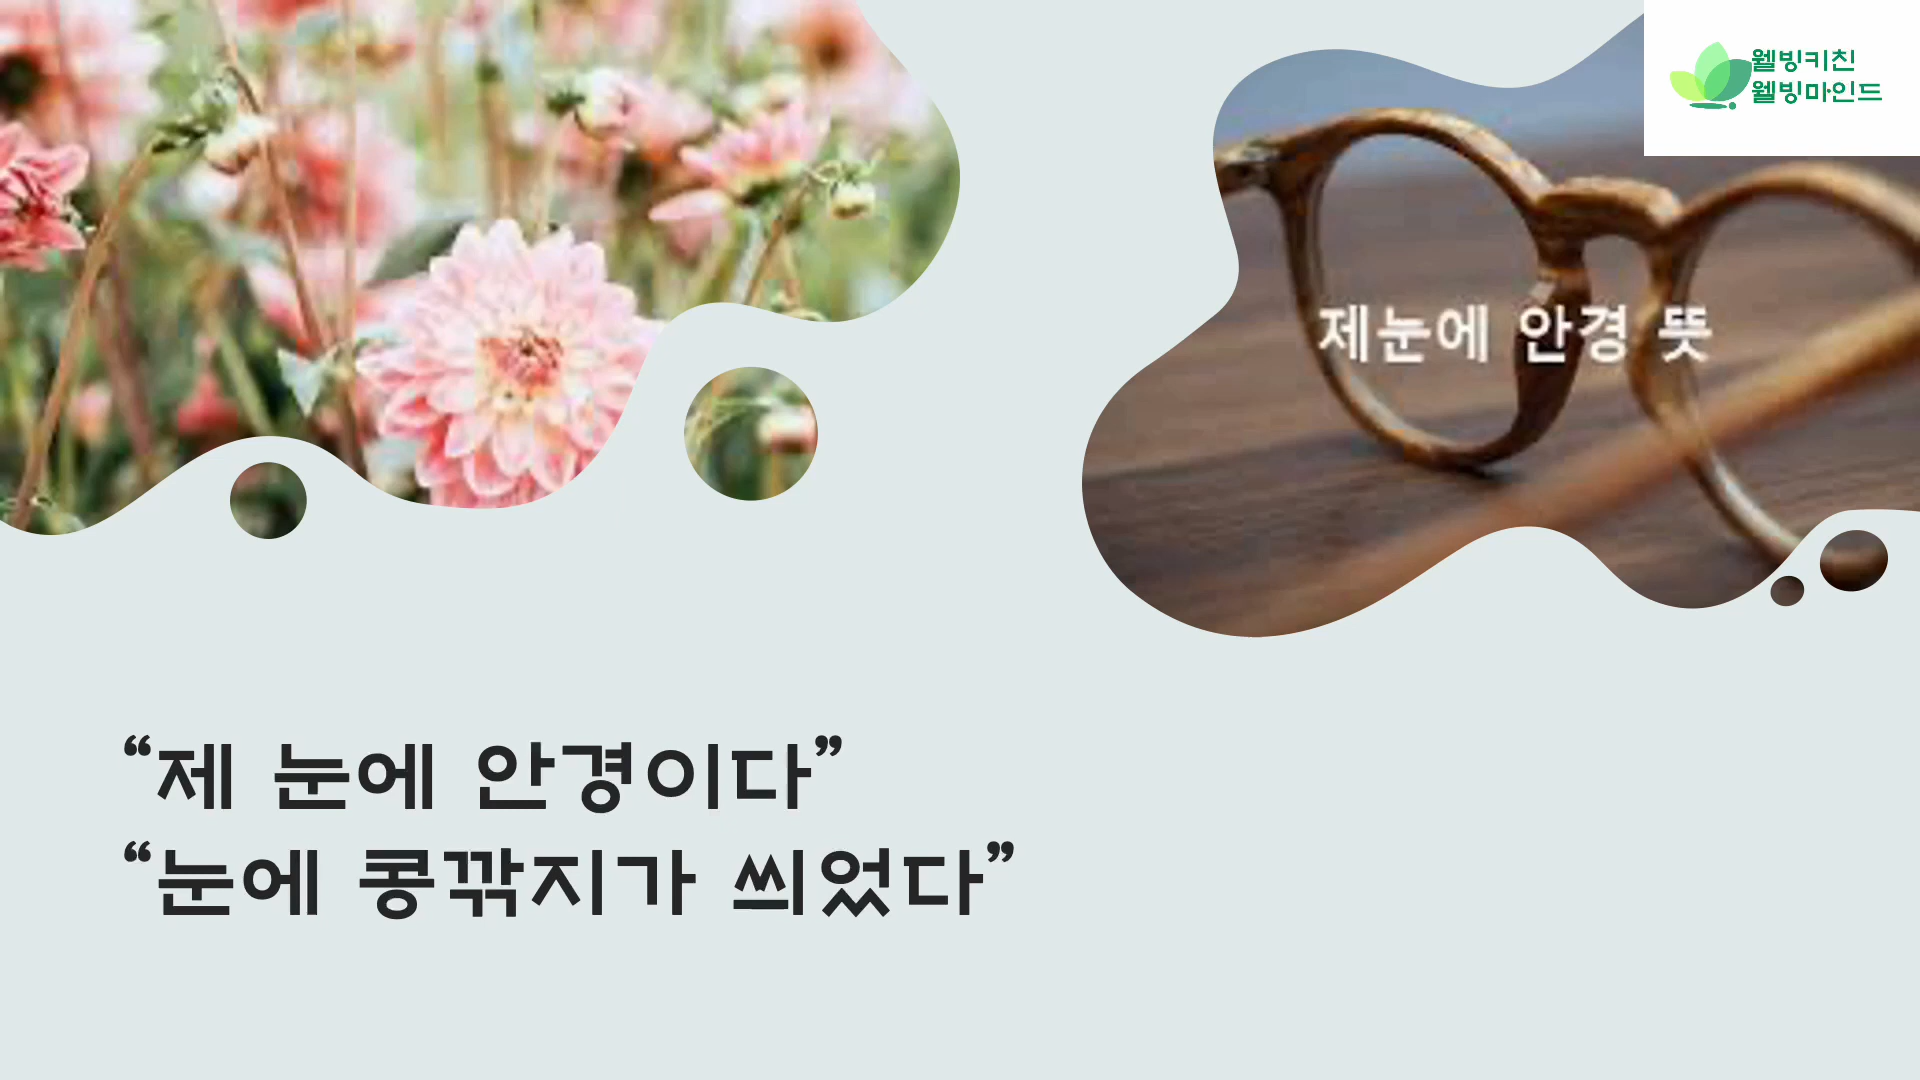 웰빙키친
웰빙마인드
제눈에 안경 뜻
“제 눈에 안경이다”
“눈에 콩깎지가 씌었다”